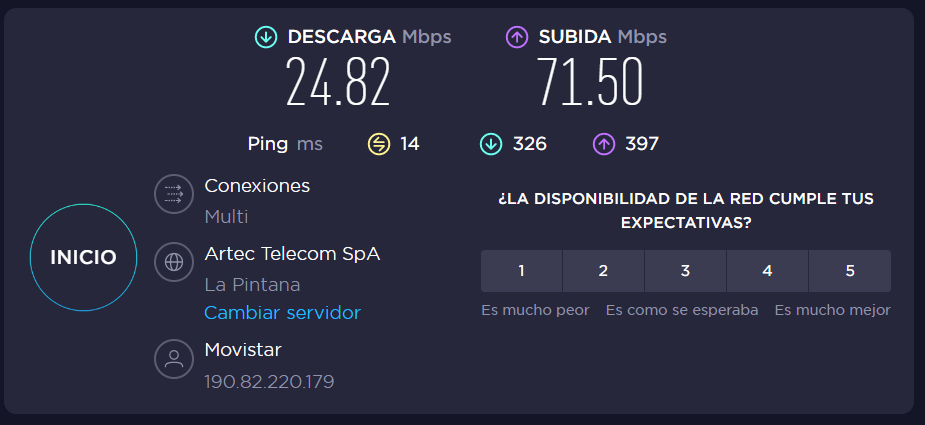 DESCARGA Mbps
24.82
SUBIDA Mbps
71.50
Ping ms 14 326 397
INICIO
Conexiones
Multi
Artec Telecom SpA
La Pintana
Cambiar servidor
Movistar
190.82.220.179
¿LA DISPONIBILIDAD DE LA RED CUMPLE TUS
EXPECTATIVAS?
1 2 3 4 5
Es mucho peor Es como se esperaba Es mucho mejor